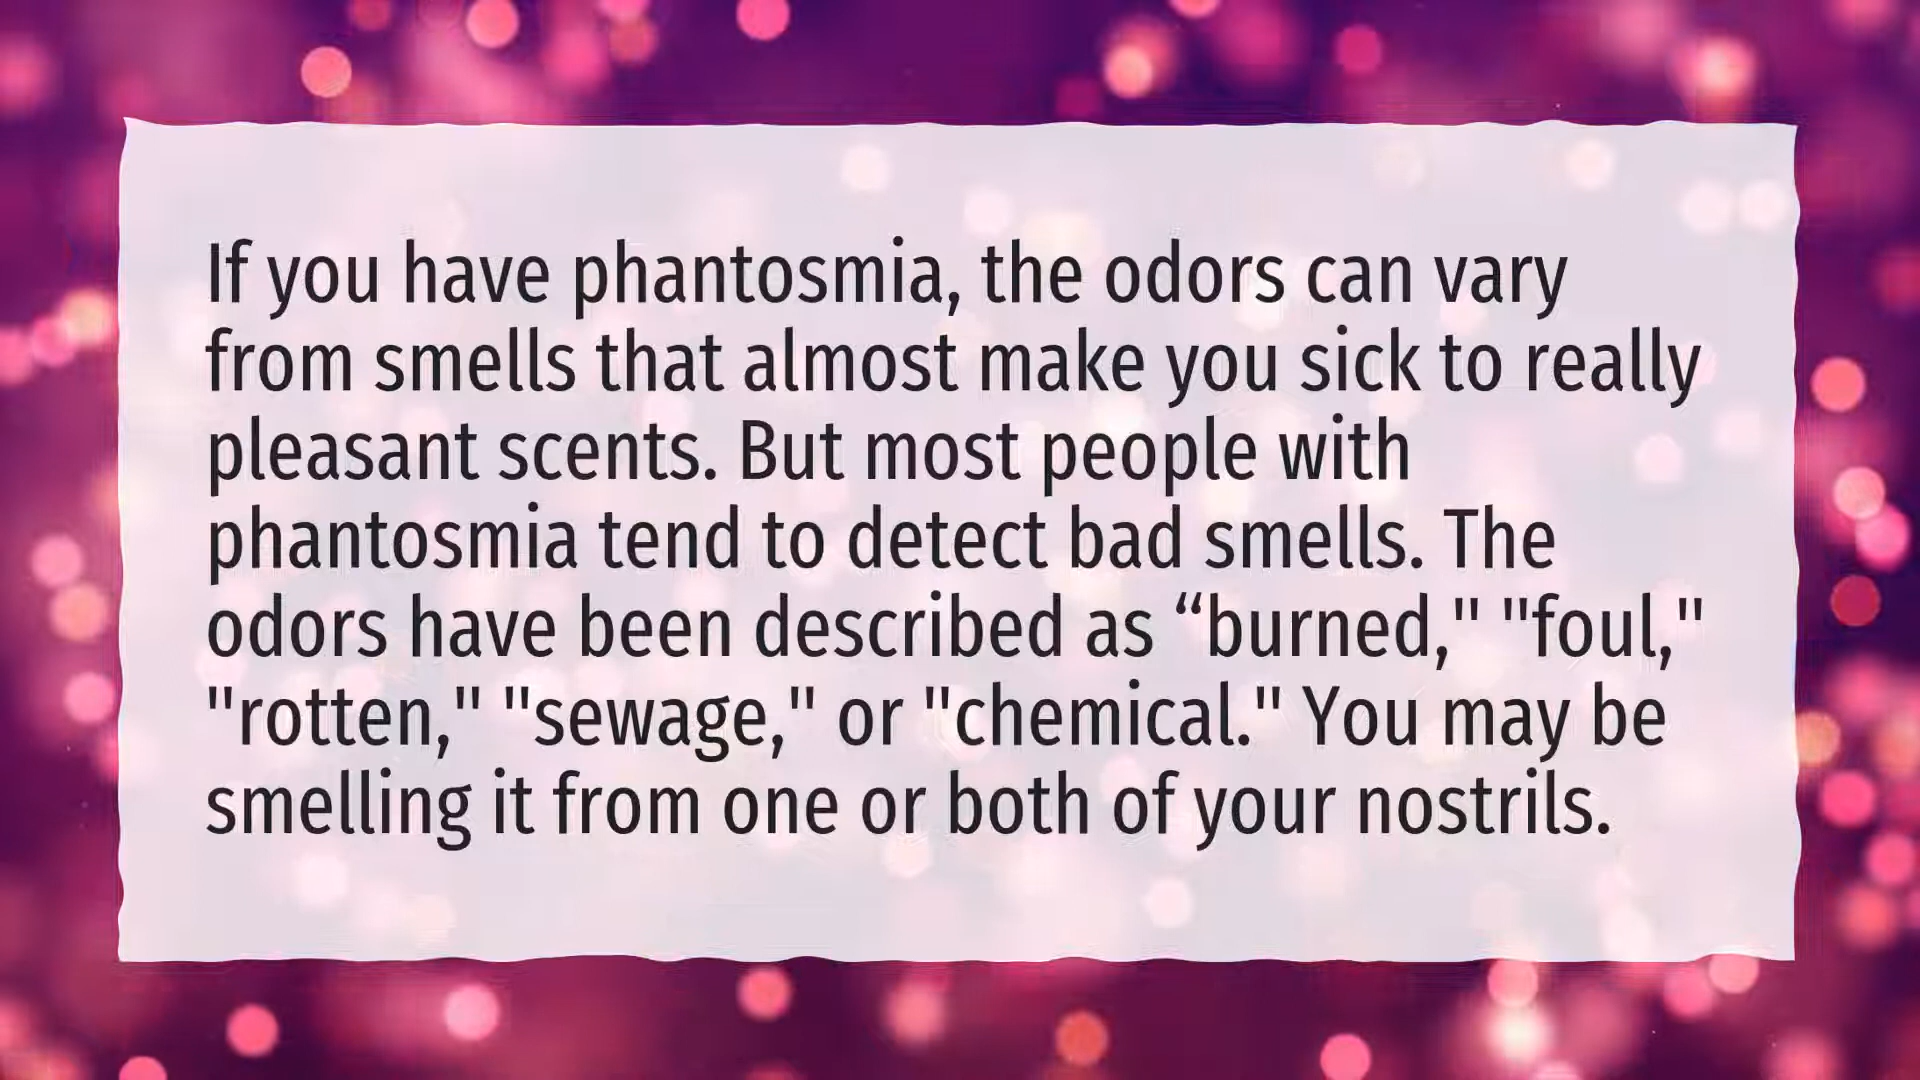 If you have phantosmia, the odors can vary
from smells that almost make you sick to really
pleasant scents. But most people with
phantosmia tend to detect bad smells. The
odors have been described as “burned," "foul,"
"rotten," "sewage," or "chemical." You may be
smelling it from one or both of your nostrils.